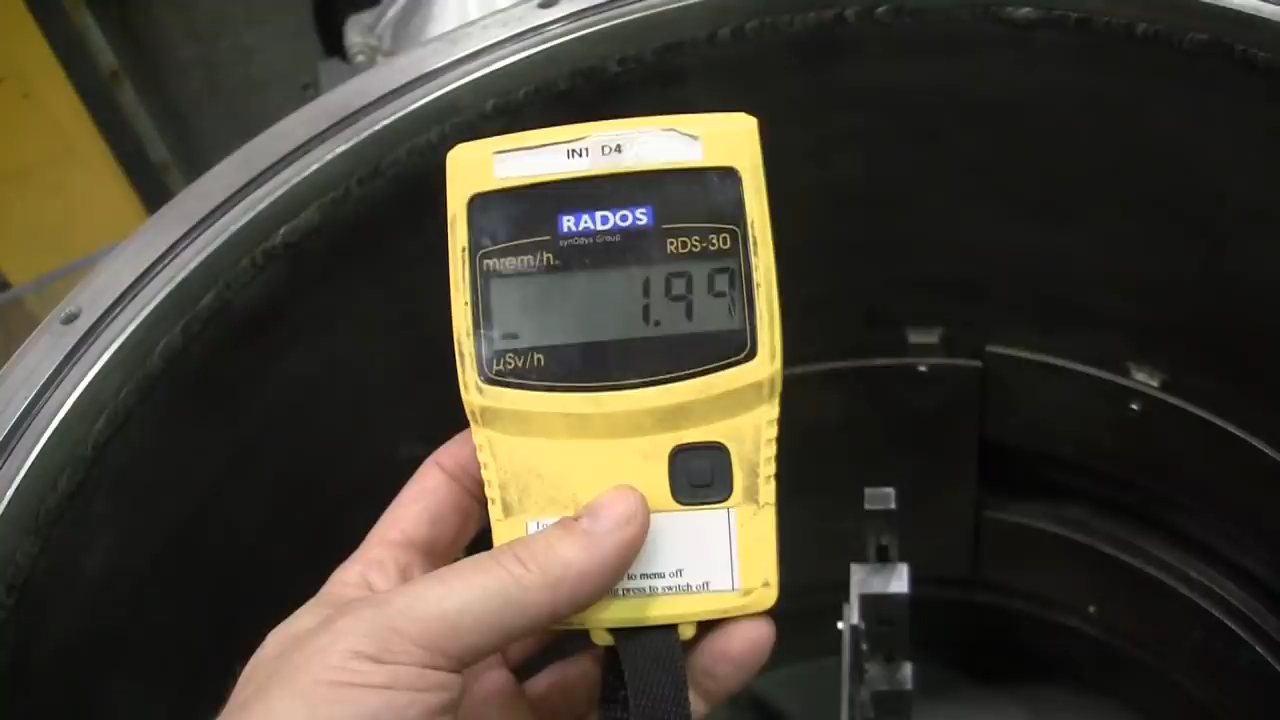 IN1 D4
RADOS
synOdys Group
RDS-30
mrem/h
1.99
µSv/h
to menu off
press to switch off